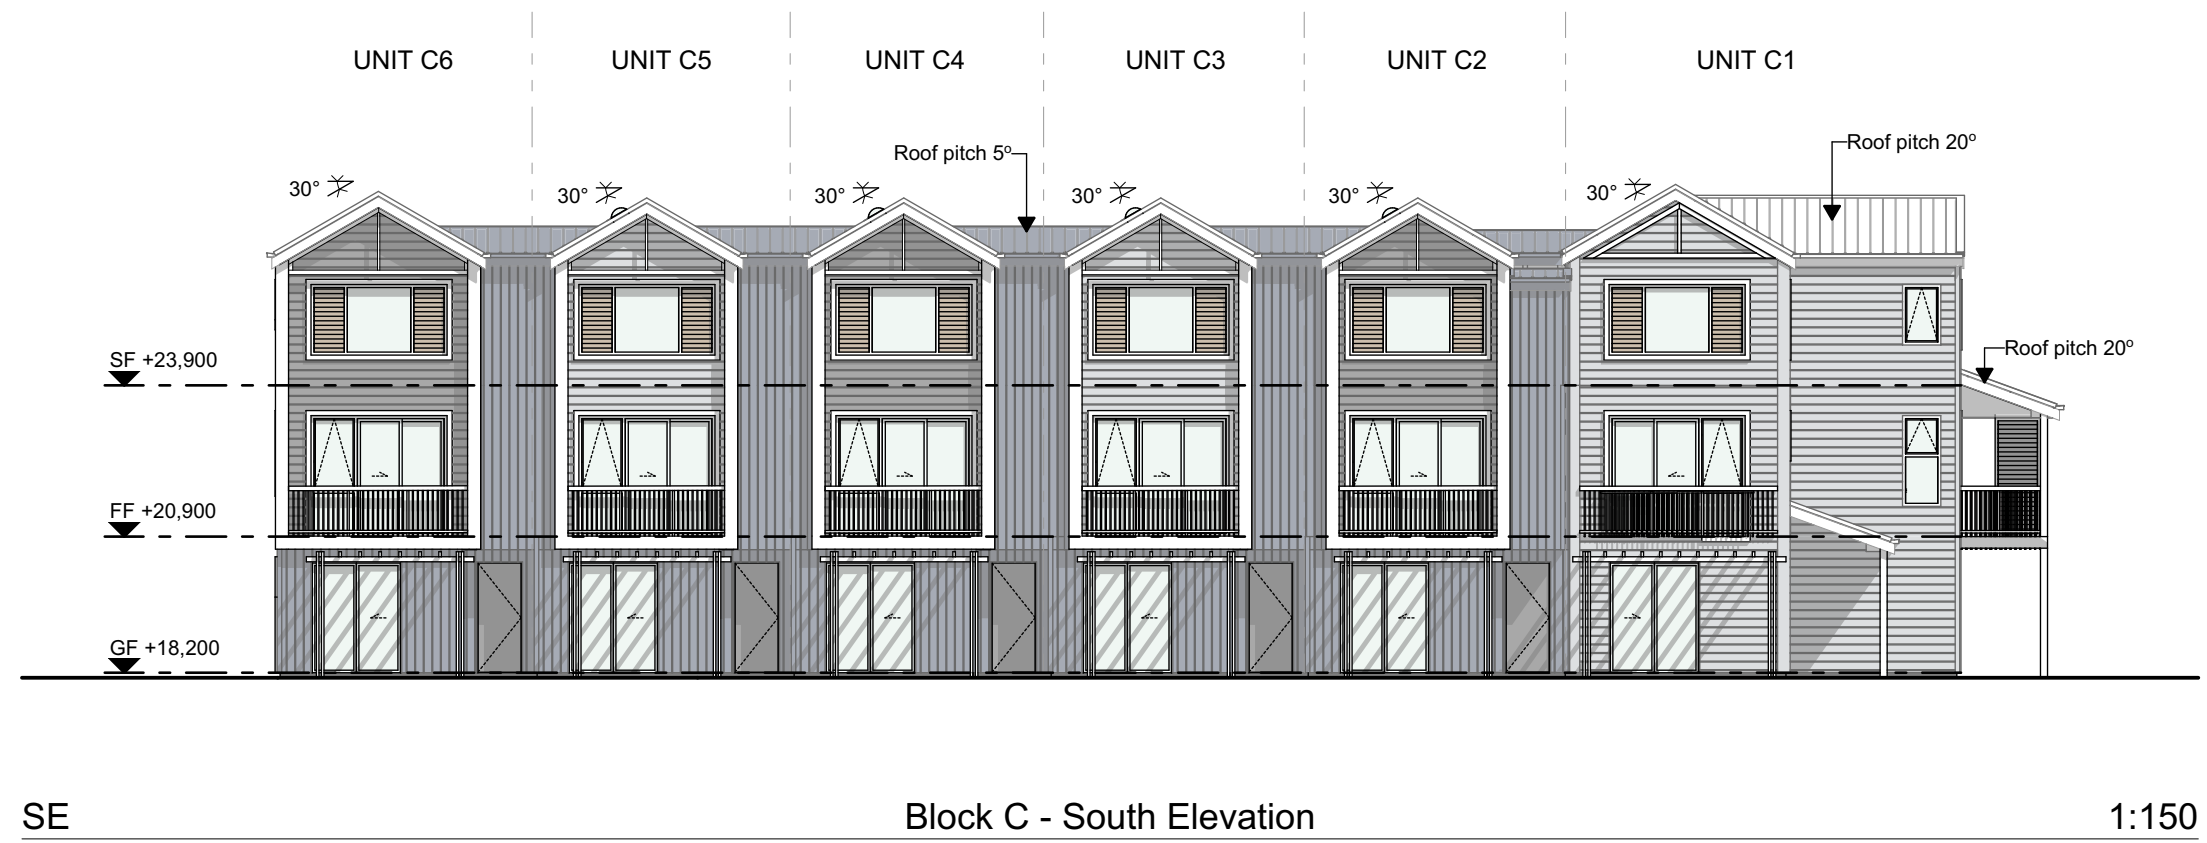 UNIT C6 UNIT C5 UNIT C4 UNIT C3 UNIT C2 UNIT C1
Roof pitch 5º
Roof pitch 20º
30° 30° 30° 30° 30° 30°
SF +23,900
Roof pitch 20º
FF +20,900
GF +18,200
SE Block C - South Elevation 1:150